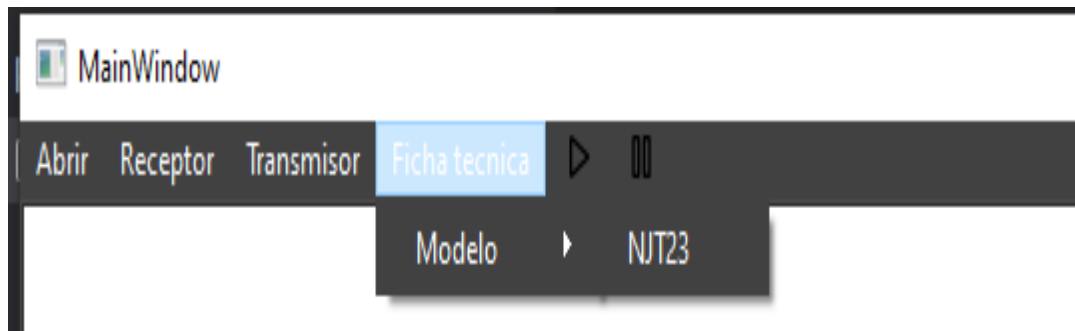 MainWindow
Abrir Receptor Transmisor Ficha tecnica
Modelo NJT23